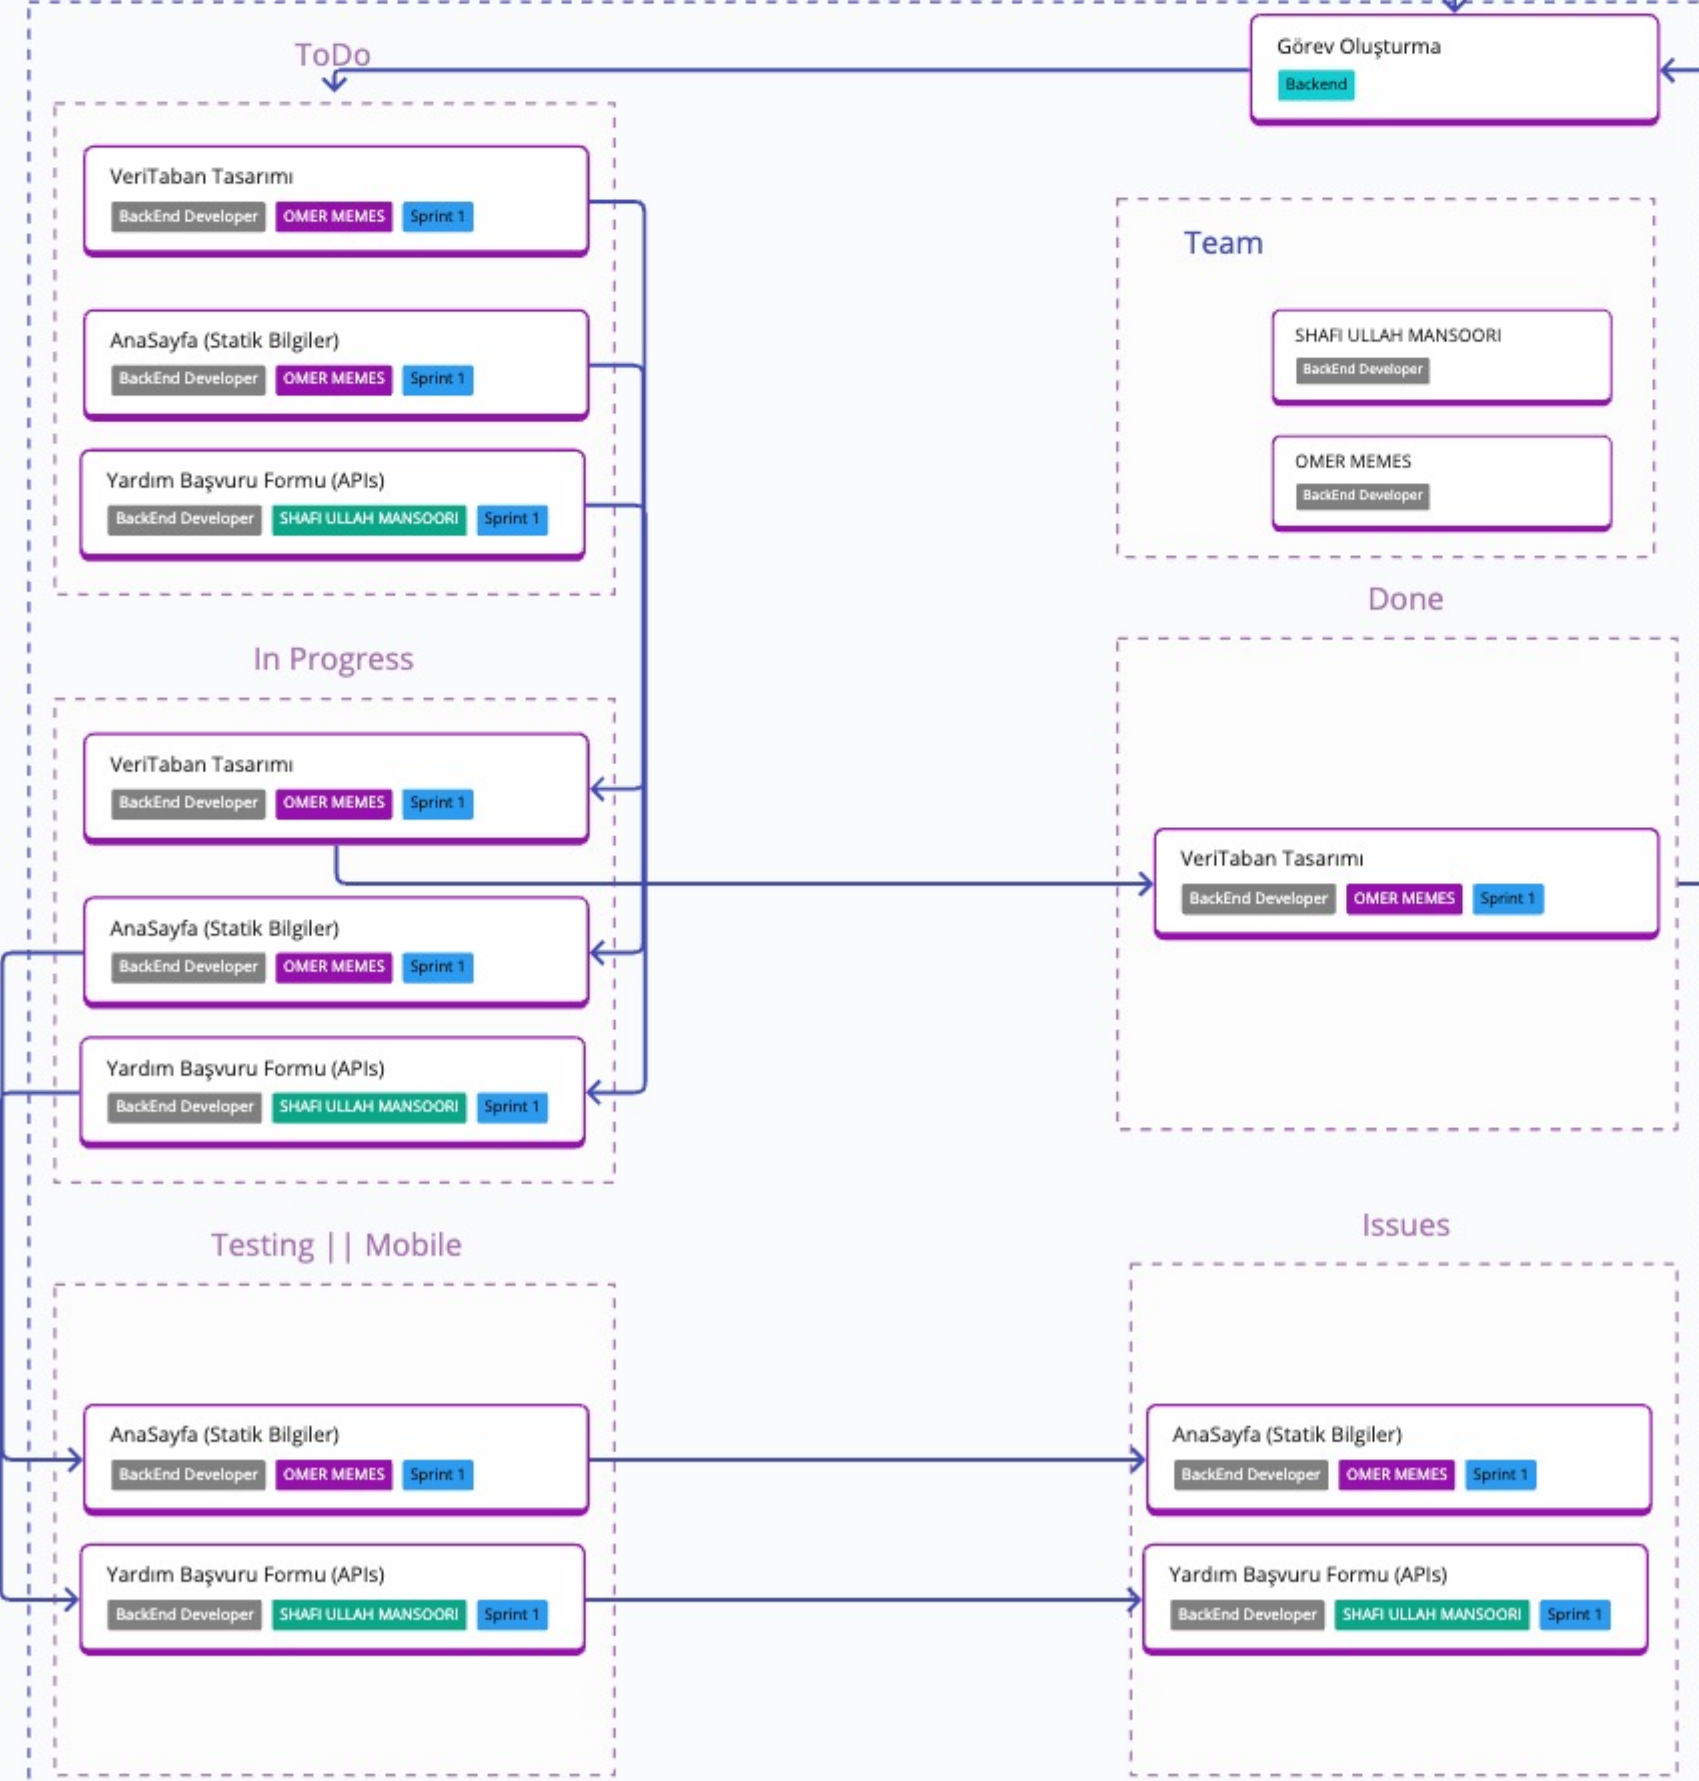 ToDo
Görev Oluşturma
Backend
VeriTaban Tasarımı
BackEnd Developer OMER MEMES Sprint 1
AnaSayfa (Statik Bilgiler)
BackEnd Developer OMER MEMES Sprint 1
Yardım Başvuru Formu (APIs)
BackEnd Developer SHAFI ULLAH MANSOORI Sprint 1
Team
SHAFI ULLAH MANSOORI
BackEnd Developer
OMER MEMES
BackEnd Developer
In Progress
VeriTaban Tasarımı
BackEnd Developer OMER MEMES Sprint 1
AnaSayfa (Statik Bilgiler)
BackEnd Developer OMER MEMES Sprint 1
Yardım Başvuru Formu (APIs)
BackEnd Developer SHAFI ULLAH MANSOORI Sprint 1
Done
VeriTaban Tasarımı
BackEnd Developer OMER MEMES Sprint 1
Testing || Mobile
AnaSayfa (Statik Bilgiler)
BackEnd Developer OMER MEMES Sprint 1
Yardım Başvuru Formu (APIs)
BackEnd Developer SHAFI ULLAH MANSOORI Sprint 1
Issues
AnaSayfa (Statik Bilgiler)
BackEnd Developer OMER MEMES Sprint 1
Yardım Başvuru Formu (APIs)
BackEnd Developer SHAFI ULLAH MANSOORI Sprint 1